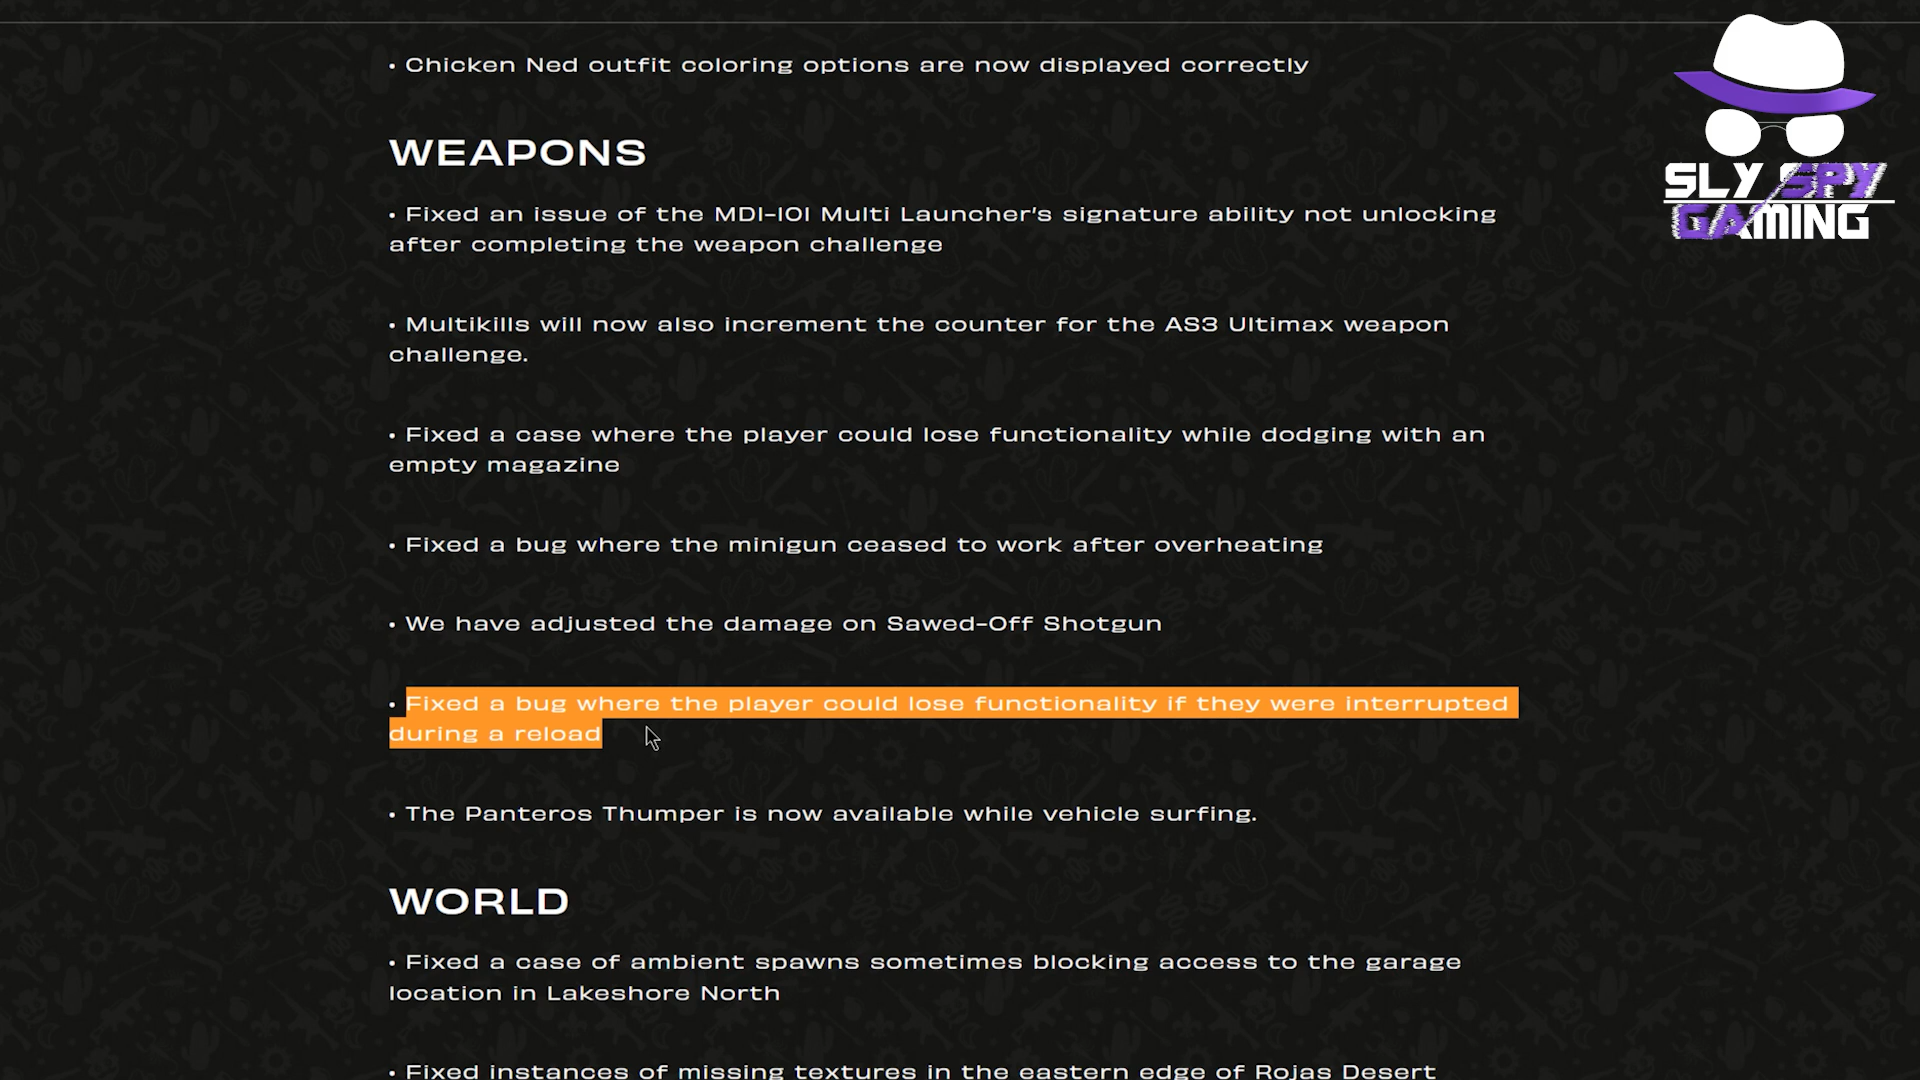 • Chicken Ned outfit coloring options are now displayed correctly
WEAPONS
• Fixed an issue of the MDI-101 Multi Launcher's signature ability not unlocking
after completing the weapon challenge
• Multikills will now also increment the counter for the AS3 Ultimax weapon
challenge.
• Fixed a case where the player could lose functionality while dodging with an
empty magazine
• Fixed a bug where the minigun ceased to work after overheating
• We have adjusted the damage on Sawed-Off Shotgun
• Fixed a bug where the player could lose functionality if they were interrupted
during a reload
• The Panteros Thumper is now available while vehicle surfing.
WORLD
• Fixed a case of ambient spawns sometimes blocking access to the garage
location in Lakeshore North
• Fixed instances of missing textures in the eastern edge of Rojas Desert
SLY SPY
GAMING